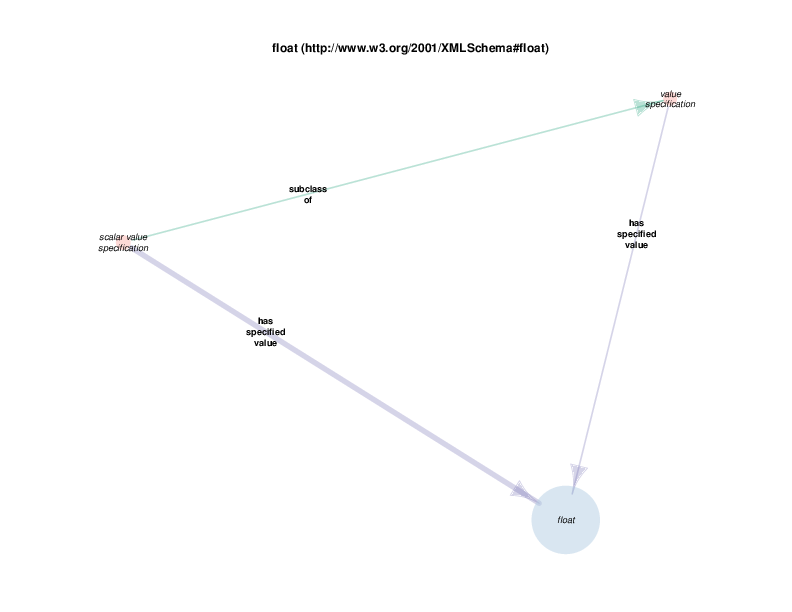 float (http://www.w3.org/2001/XMLSchema#float)
value
specification
subclass
of
has
specified
value
scalar value
specification
has
specified
value
float